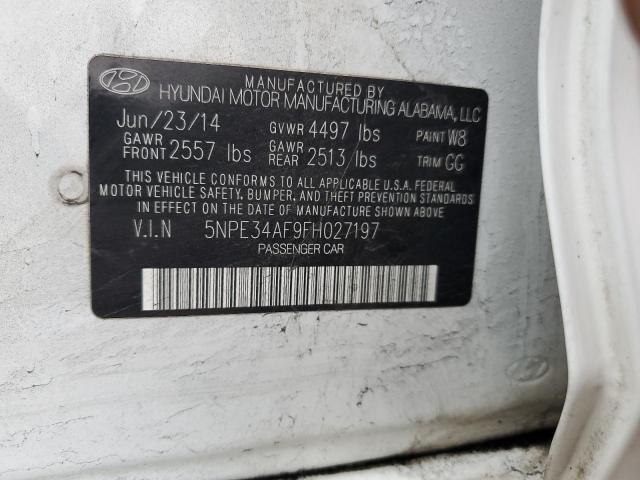 MANUFACTURED BY
HYUNDAI MOTOR MANUFACTURING ALABAMA, LLC
Jun/23/14 GVWR 4497 lbs PAINT W8
GAWR FRONT 2557 lbs GAWR REAR 2513 lbs TRIM GG
THIS VEHICLE CONFORMS TO ALL APPLICABLE U.S.A. FEDERAL
MOTOR VEHICLE SAFETY, BUMPER, AND THEFT PREVENTION STANDARDS
IN EFFECT ON THE DATE OF MANUFACTURE SHOWN ABOVE.
V.I.N 5NPE34AF9FH027197
PASSENGER CAR